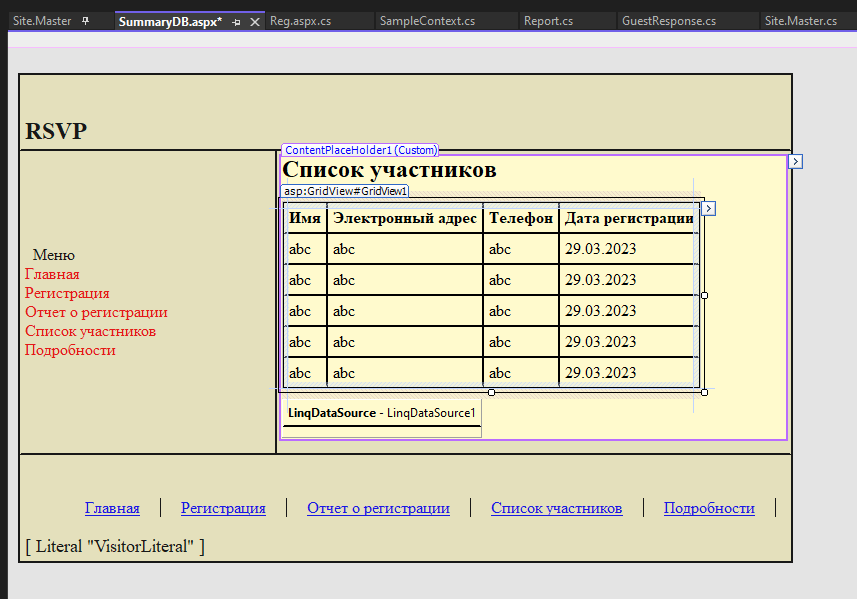 Site.Master SummaryDB.aspx* Reg.aspx.cs SampleContext.cs Report.cs GuestResponse.cs Site.Master.cs
RSVP
ContentPlaceHolder1 (Custom)
Список участников
asp:GridView#GridView1
Имя Электронный адрес Телефон Дата регистрации
abc abc abc 29.03.2023
abc abc abc 29.03.2023
abc abc abc 29.03.2023
abc abc abc 29.03.2023
abc abc abc 29.03.2023
Меню
Главная
Регистрация
Отчет о регистрации
Список участников
Подробности
LinqDataSource - LinqDataSource1
Главная Регистрация Отчет о регистрации Список участников Подробности
[ Literal "VisitorLiteral" ]